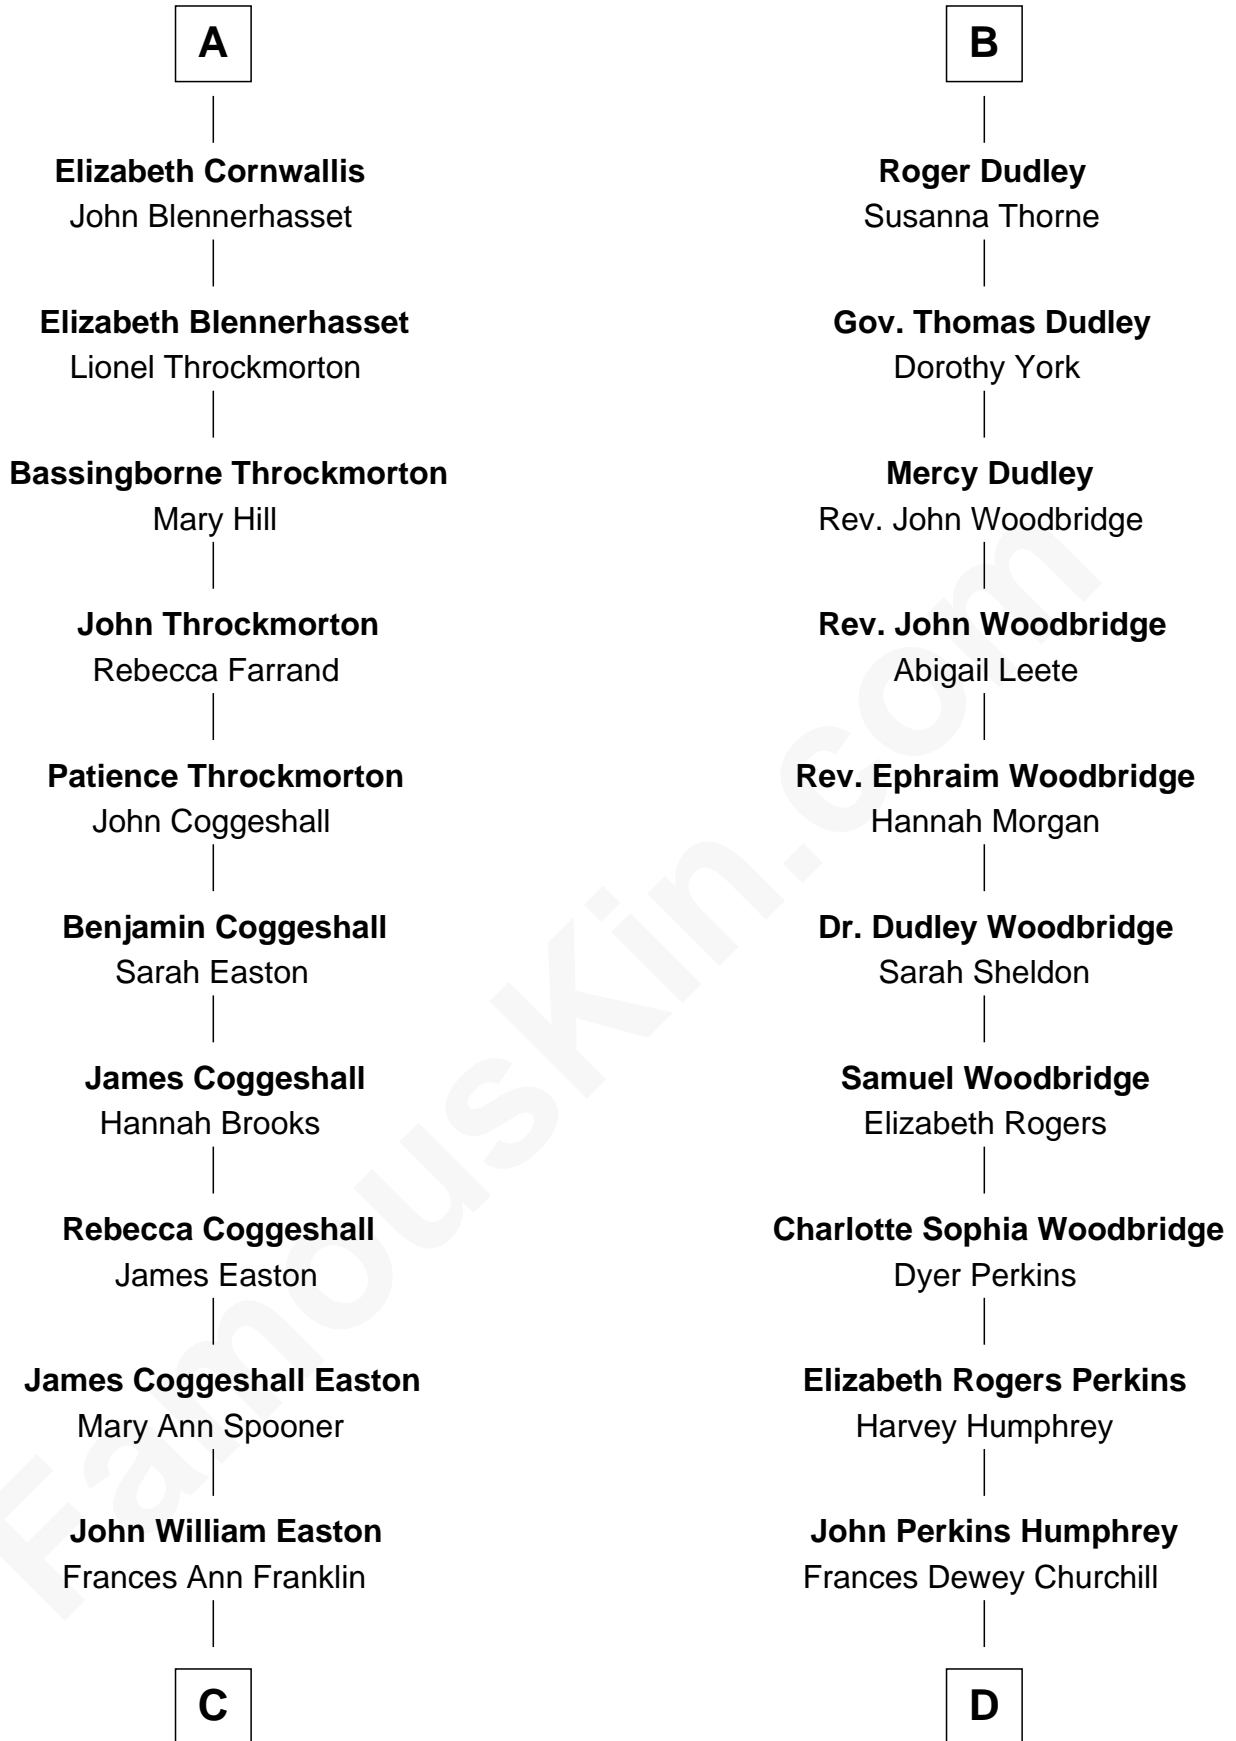 A
Elizabeth Cornwallis
John Blennerhasset
Elizabeth Blennerhasset
Lionel Throckmorton
Bassingborne Throckmorton
Mary Hill
John Throckmorton
Rebecca Farrand
Patience Throckmorton
John Coggeshall
Benjamin Coggeshall
Sarah Easton
James Coggeshall
Hannah Brooks
Rebecca Coggeshall
James Easton
James Coggeshall Easton
Mary Ann Spooner
John William Easton
Frances Ann Franklin
C
B
Roger Dudley
Susanna Thorne
Gov. Thomas Dudley
Dorothy York
Mercy Dudley
Rev. John Woodbridge
Rev. John Woodbridge
Abigail Leete
Rev. Ephraim Woodbridge
Hannah Morgan
Dr. Dudley Woodbridge
Sarah Sheldon
Samuel Woodbridge
Elizabeth Rogers
Charlotte Sophia Woodbridge
Dyer Perkins
Elizabeth Rogers Perkins
Harvey Humphrey
John Perkins Humphrey
Frances Dewey Churchill
D
FamousKin.com